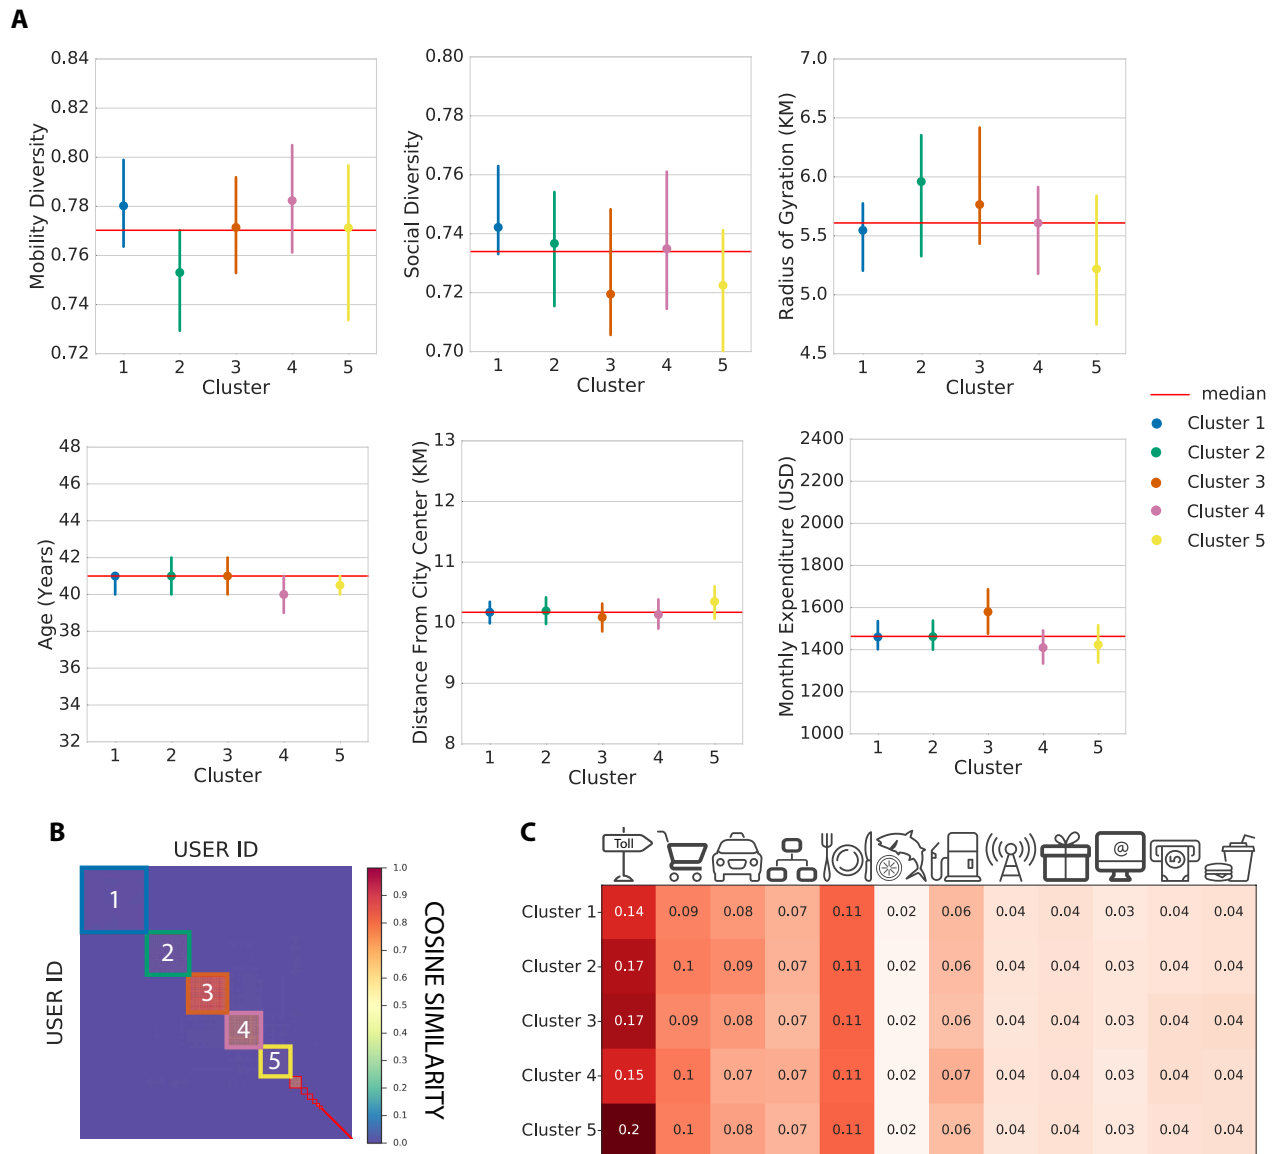 A
0.84
0.82
0.80
0.78
0.76
0.74
0.72
Mobility Diversity
1 2 3 4 5
Cluster
0.80
0.78
0.76
0.74
0.72
0.70
Social Diversity
1 2 3 4 5
Cluster
7.0
6.5
6.0
5.5
5.0
4.5
Radius of Gyration (KM)
1 2 3 4 5
Cluster
median
Cluster 1
Cluster 2
Cluster 3
Cluster 4
Cluster 5
48
46
44
42
40
38
36
34
32
Age (Years)
1 2 3 4 5
Cluster
13
12
11
10
9
8
Distance From City Center (KM)
1 2 3 4 5
Cluster
2400
2200
2000
1800
1600
1400
1200
1000
Monthly Expenditure (USD)
1 2 3 4 5
Cluster
B
USER ID
USER ID
1
2
3
4
5
1.0
0.9
0.8
0.7
0.6
0.5
0.4
0.3
0.2
0.1
0.0
COSINE SIMILARITY
C
Toll
@
Cluster 1 0.14 0.09 0.08 0.07 0.11 0.02 0.06 0.04 0.04 0.03 0.04 0.04
Cluster 2 0.17 0.1 0.09 0.07 0.11 0.02 0.06 0.04 0.04 0.03 0.04 0.04
Cluster 3 0.17 0.09 0.08 0.07 0.11 0.02 0.06 0.04 0.04 0.03 0.04 0.04
Cluster 4 0.15 0.1 0.07 0.07 0.11 0.02 0.07 0.04 0.04 0.03 0.04 0.04
Cluster 5 0.2 0.1 0.08 0.07 0.11 0.02 0.06 0.04 0.04 0.03 0.04 0.04